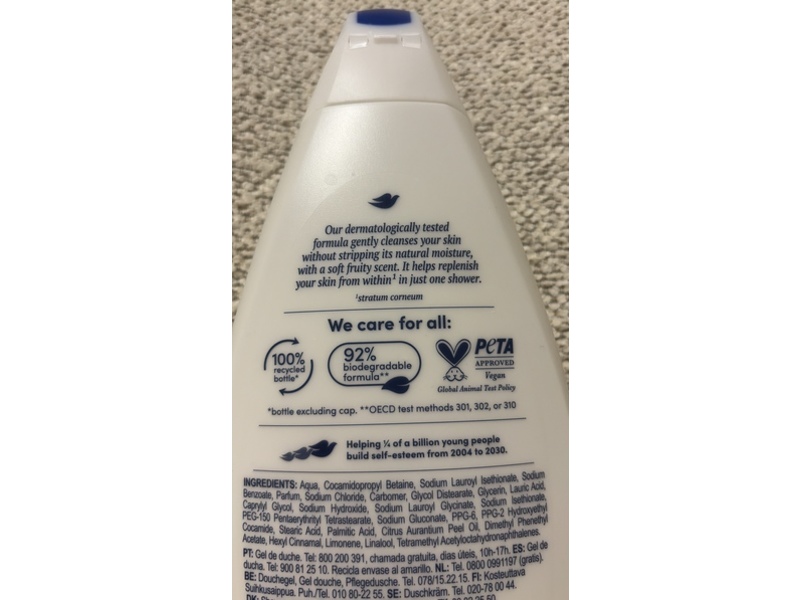 Our dermatologically tested
formula gently cleanses your skin
without stripping its natural moisture,
with a soft fruity scent. It helps replenish
your skin from within¹ in just one shower.
¹stratum corneum
We care for all:
100%
recycled
bottle*
92%
biodegradable
formula**
PeTA
APPROVED
Vegan
Global Animal Test Policy
*bottle excluding cap. **OECD test methods 301, 302, or 310
Helping ¼ of a billion young people
build self-esteem from 2004 to 2030.
INGREDIENTS: Aqua, Cocamidopropyl Betaine, Sodium Lauroyl Isethionate, Sodium
Benzoate, Parfum, Sodium Chloride, Carbomer, Glycol Distearate, Glycerin, Lauric Acid,
Caprylyl Glycol, Sodium Hydroxide, Sodium Lauroyl Glycinate, Sodium Isethionate,
PEG-150 Pentaerythrityl Tetrastearate, Sodium Gluconate, PPG-6, PPG-2 Hydroxyethyl
Cocamide, Stearic Acid, Palmitic Acid, Citrus Aurantium Peel Oil, Dimethyl Phenethyl
Acetate, Hexyl Cinnamal, Limonene, Linalool, Tetramethyl Acetyloctahydronaphthalenes.
PT: Gel de duche. Tel: 800 200 391, chamada gratuita, dias úteis, 10h-17h. ES: Gel de
ducha. Tel: 900 81 25 10. Recicla envase al amarillo. NL: Tel. 0800 0991197 (gratis).
BE: Douchegel, Gel douche, Pflegedusche. Tel. 078/15.22.15. FI: Kosteuttava
Suihkusaippua. Puh./Tel. 010 80-22 55. SE: Duschkräm. Tel. 020-78 00 44.